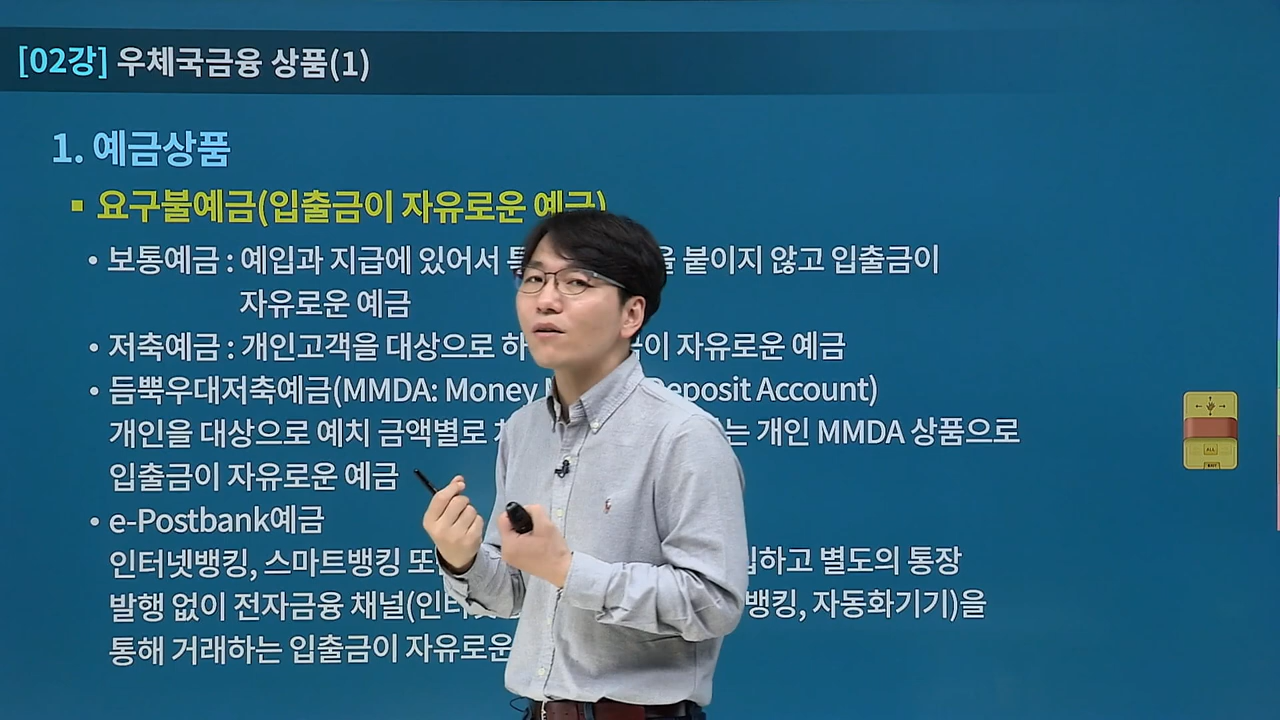 [02강] 우체국금융 상품(1)
1. 예금상품
▪ 요구불예금(입출금이 자유로운 예금)
• 보통예금 : 예입과 지급에 있어서 붙이지 않고 입출금이
자유로운 예금
• 저축예금 : 개인고객을 대상으로 자유로운 예금
• 듬뿍우대저축예금(MMDA: Money Deposit Account)
개인을 대상으로 예치 금액별로 개인 MMDA 상품으로
입출금이 자유로운 예금
• e-Postbank예금
인터넷뱅킹, 스마트뱅킹 별도의 통장
발행 없이 전자금융 채널(인터넷 뱅킹, 자동화기기)을
통해 거래하는 입출금이 자유로운
ALL
EXIT